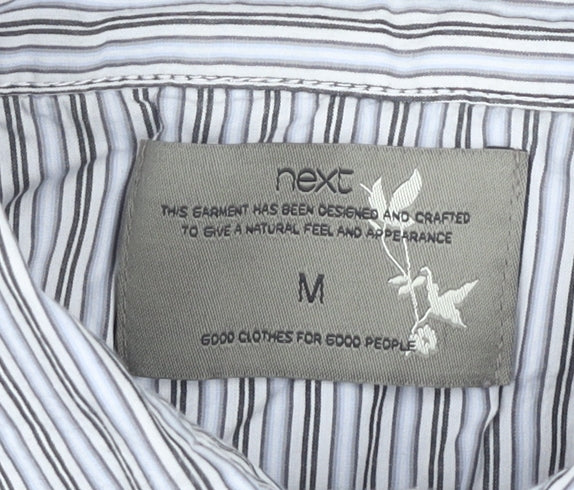 next
THIS GARMENT HAS BEEN DESIGNED AND CRAFTED
TO GIVE A NATURAL FEEL AND APPEARANCE
M
GOOD CLOTHES FOR GOOD PEOPLE